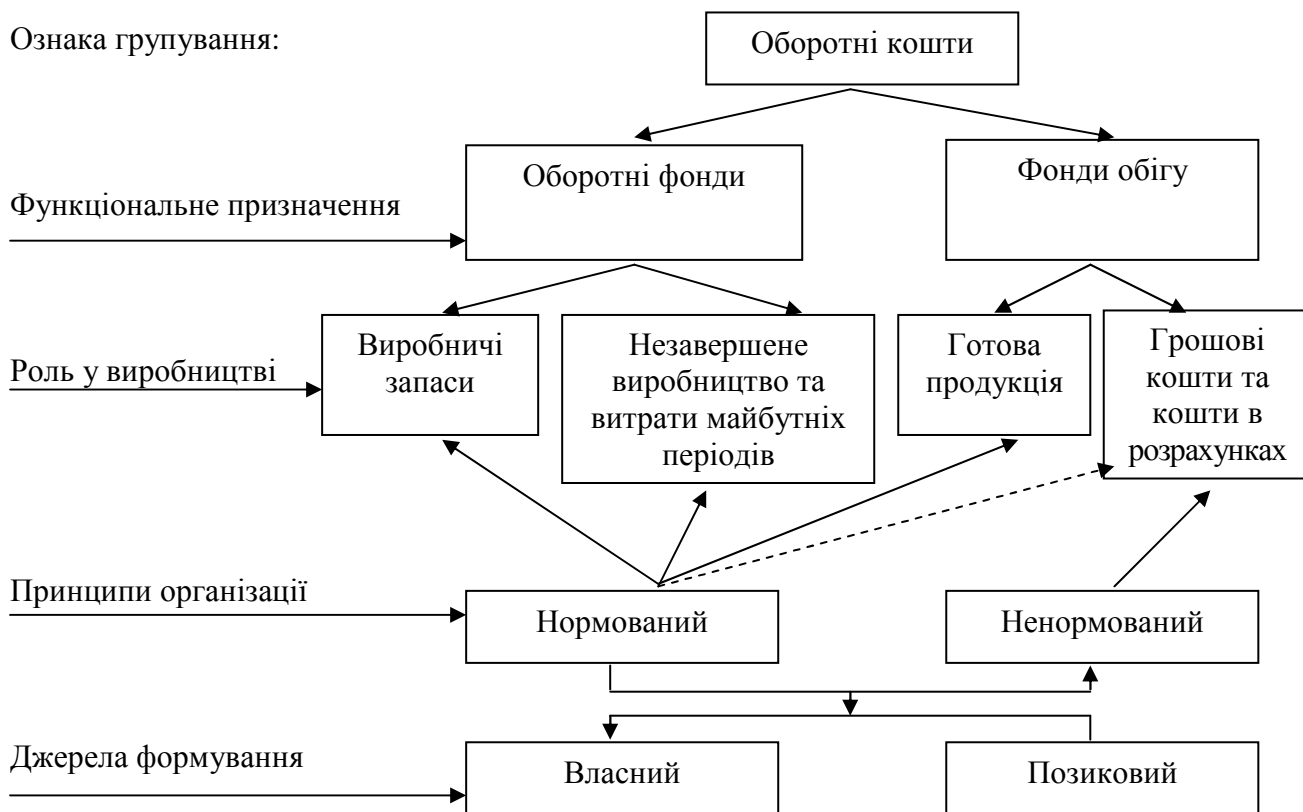 Ознака групування:
Оборотні кошти
Оборотні фонди
Фонди обігу
Функціональне призначення
Виробничі
запаси
Незавершене
виробництво та
витрати майбутніх
періодів
Готова
продукція
Грошові
кошти та
кошти в
розрахунках
Роль у виробництві
Принципи організації
Нормований
Ненормований
Джерела формування
Власний
Позиковий